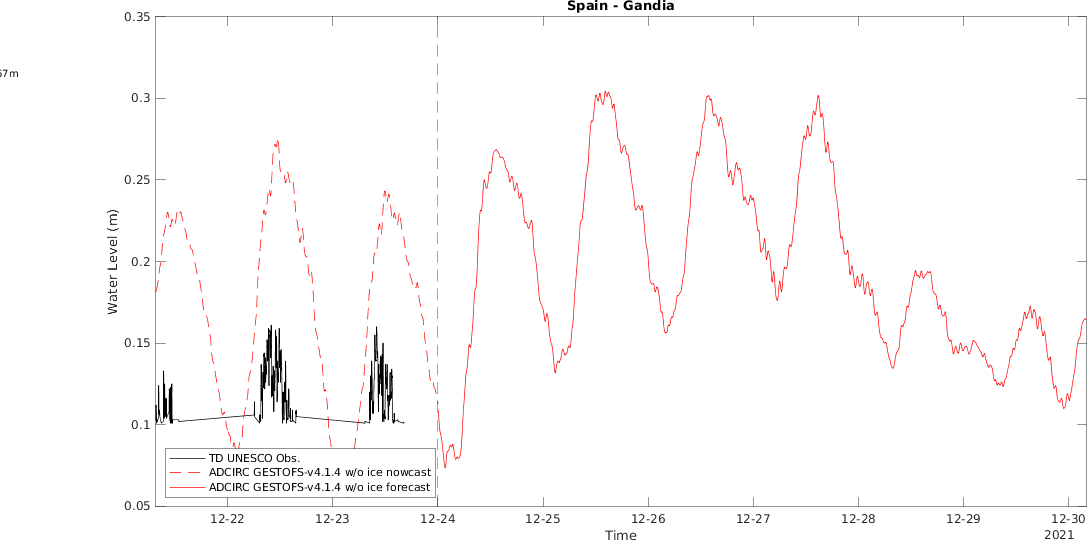 Spain - Gandia
57m
0.35
0.3
0.25
0.2
0.15
0.1
0.05
Water Level (m)
TD UNESCO Obs.
ADCIRC GESTOFS-v4.1.4 w/o ice nowcast
ADCIRC GESTOFS-v4.1.4 w/o ice forecast
12-22 12-23 12-24 12-25 12-26 12-27 12-28 12-29 12-30
Time 2021